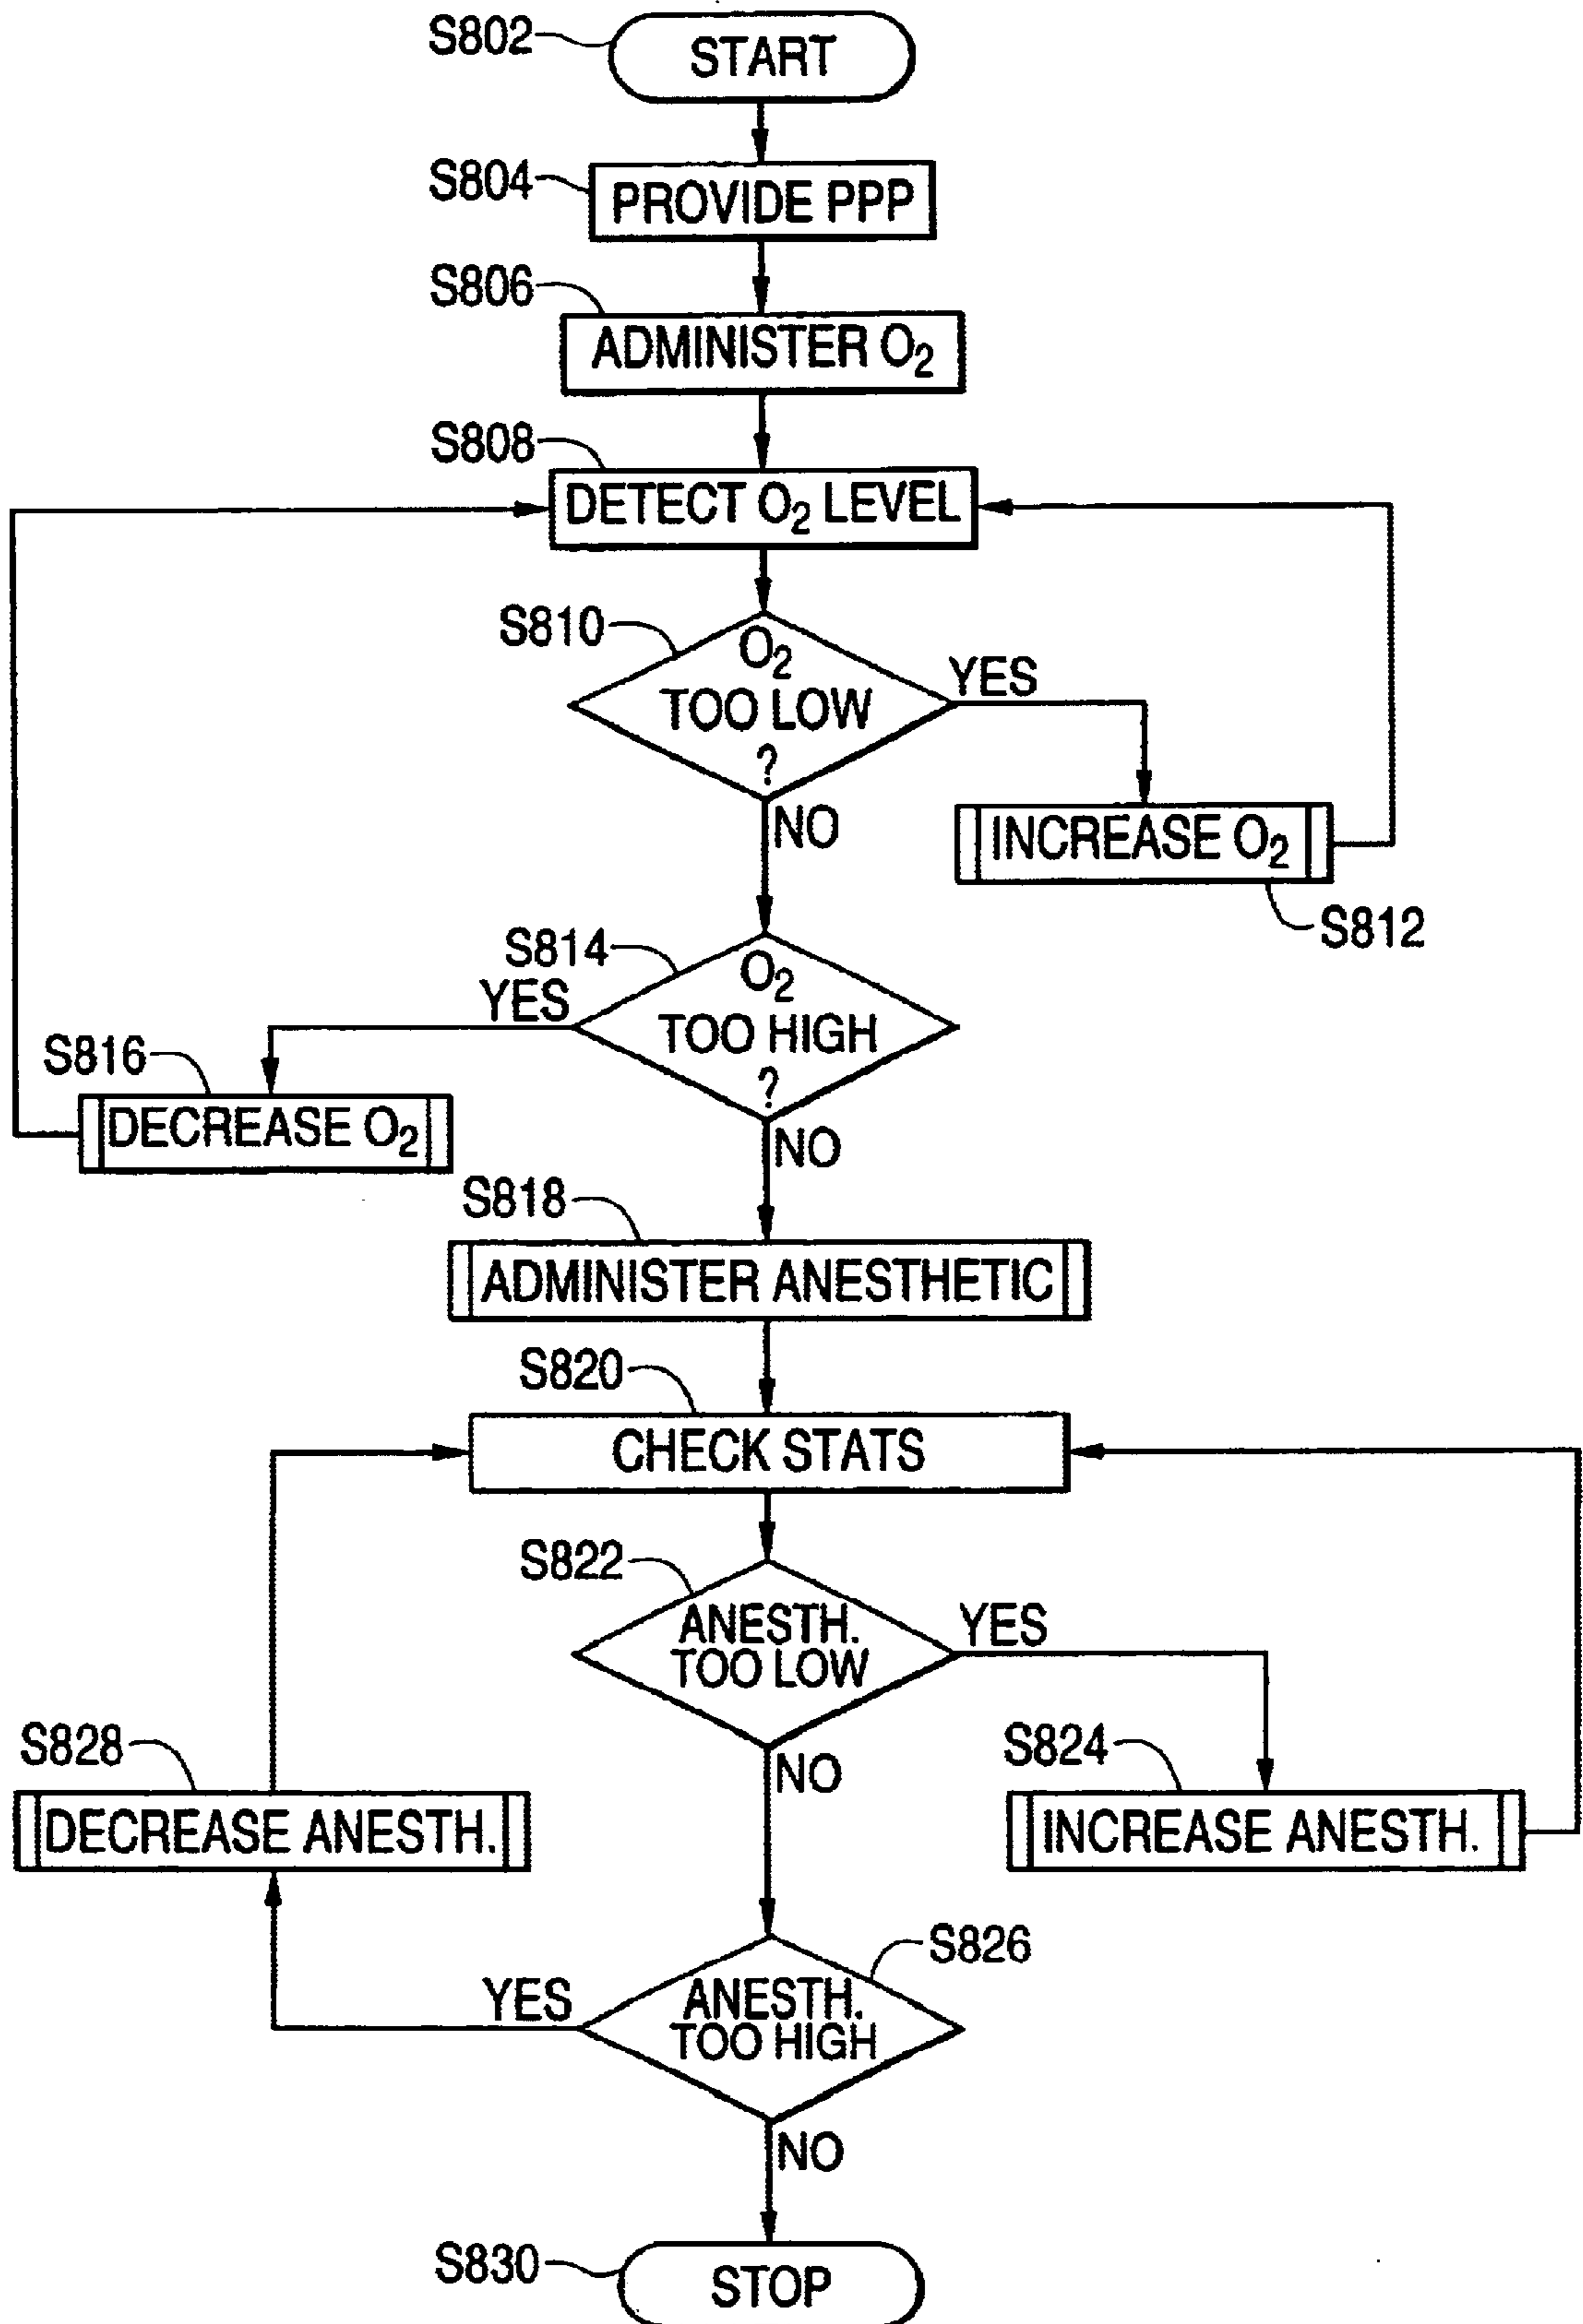 S802
START
S804
PROVIDE PPP
S806
ADMINISTER O₂
S808
DETECT O₂ LEVEL
S810
O₂
TOO LOW
?
YES
NO
INCREASE O₂
S812
S814
O₂
TOO HIGH
?
YES
NO
S816
DECREASE O₂
S818
ADMINISTER ANESTHETIC
S820
CHECK STATS
S822
ANESTH.
TOO LOW
YES
NO
S824
INCREASE ANESTH.
S828
DECREASE ANESTH.
S826
ANESTH.
TOO HIGH
YES
NO
S830
STOP